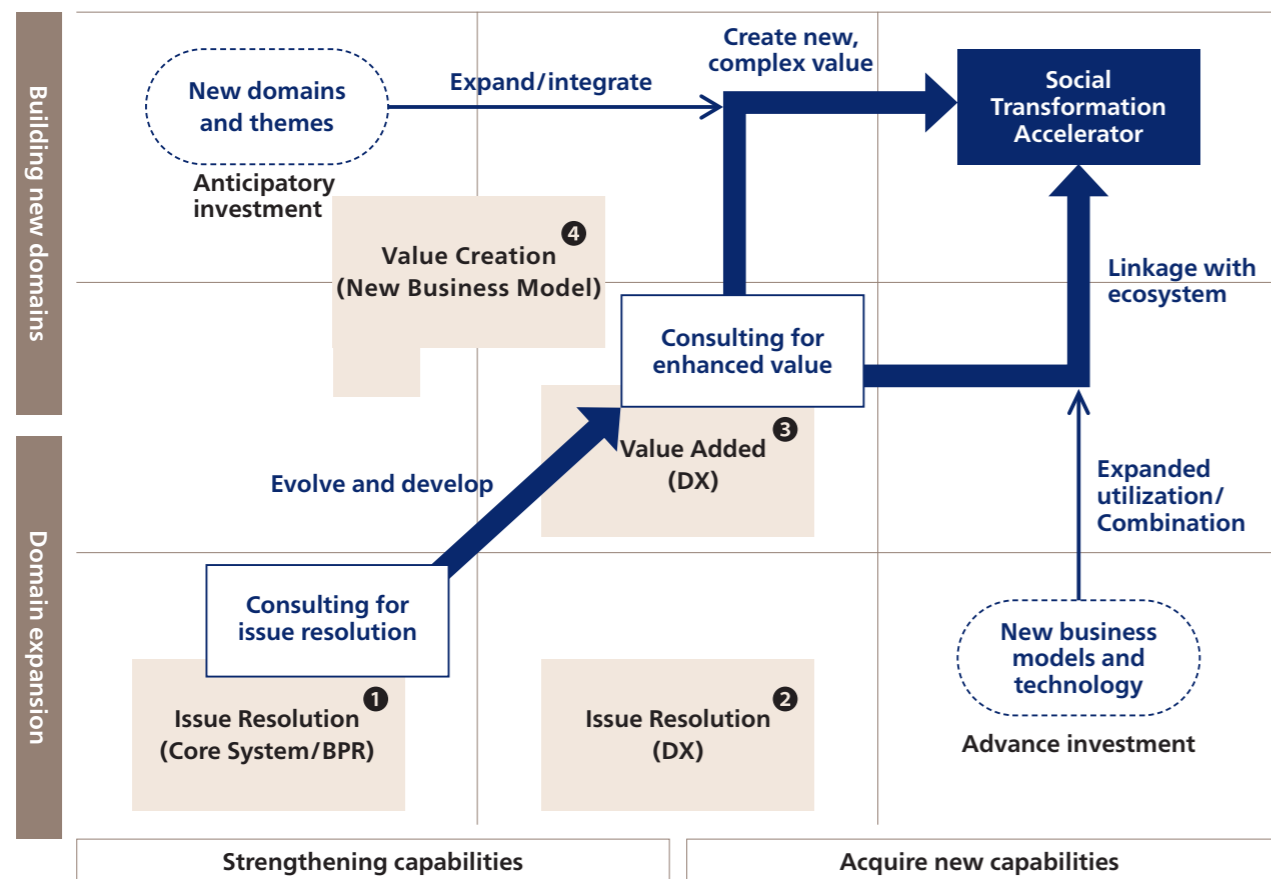 Building new domains
Domain expansion
New domains
and themes
Anticipatory
investment
Expand/integrate
Create new,
complex value
Social
Transformation
Accelerator
Value Creation
(New Business Model)
4
Linkage with
ecosystem
Consulting for
enhanced value
Value Added
(DX)
3
Evolve and develop
Expanded
utilization/
Combination
Consulting for
issue resolution
New business
models and
technology
Advance investment
Issue Resolution
(Core System/BPR)
1
Issue Resolution
(DX)
2
Strengthening capabilities
Acquire new capabilities